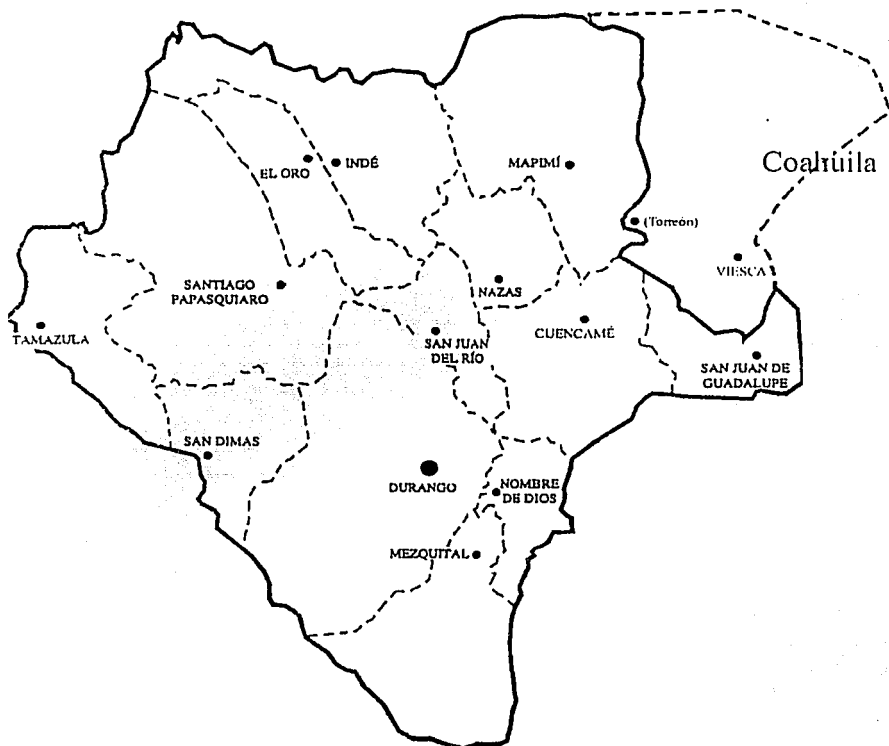 Coahuila
EL ORO
INDÉ
MAPIMÍ
(Torreón)
VIESCA
SANTIAGO
PAPASQUIARO
NAZAS
TAMAZULA
SAN JUAN
DEL RÍO
CUENCAMÉ
SAN JUAN DE
GUADALUPE
SAN DIMAS
DURANGO
NOMBRE
DE DIOS
MEZQUITAL